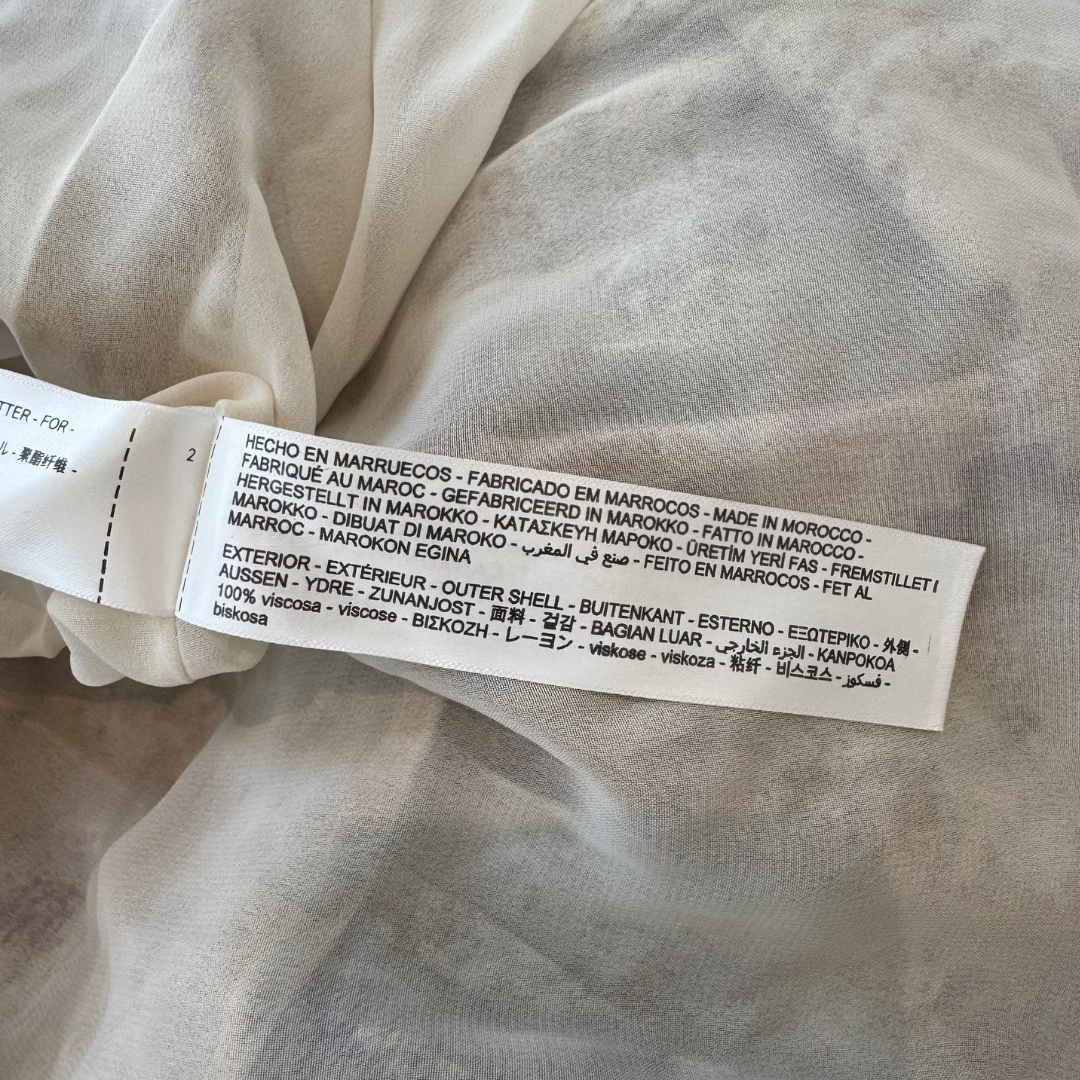 TTER - FOR -
ル - 聚酯纤维 -
2
HECHO EN MARRUECOS - FABRICADO EM MARROCOS - MADE IN MOROCCO -
FABRIQUÉ AU MAROC - GEFABRICEERD IN MAROKKO - FATTO IN MAROCCO -
HERGESTELLT IN MAROKKO - ΚΑΤΑΣΚΕΥΗ ΜΑΡΟΚΟ - ÜRETİM YERİ FAS - FREMSTILLET I
MAROKKO - DIBUAT DI MAROKO - صنع في المغرب - FEITO EN MARROCOS - FET AL
MARROC - MAROKON EGINA
EXTERIOR - EXTÉRIEUR - OUTER SHELL - BUITENKANT - ESTERNO - ΕΞΩΤΕΡΙΚΟ - 外側 -
AUSSEN - YDRE - ZUNANJOST - 面料 - 겉감 - BAGIAN LUAR - الجزء الخارجي - KANPOKOA
100% viscosa - viscose - ΒΙΣΚΟΖΗ - レーヨン - viskose - viskoza - 粘纤 - 비스코스 - فسكوز -
biskosa